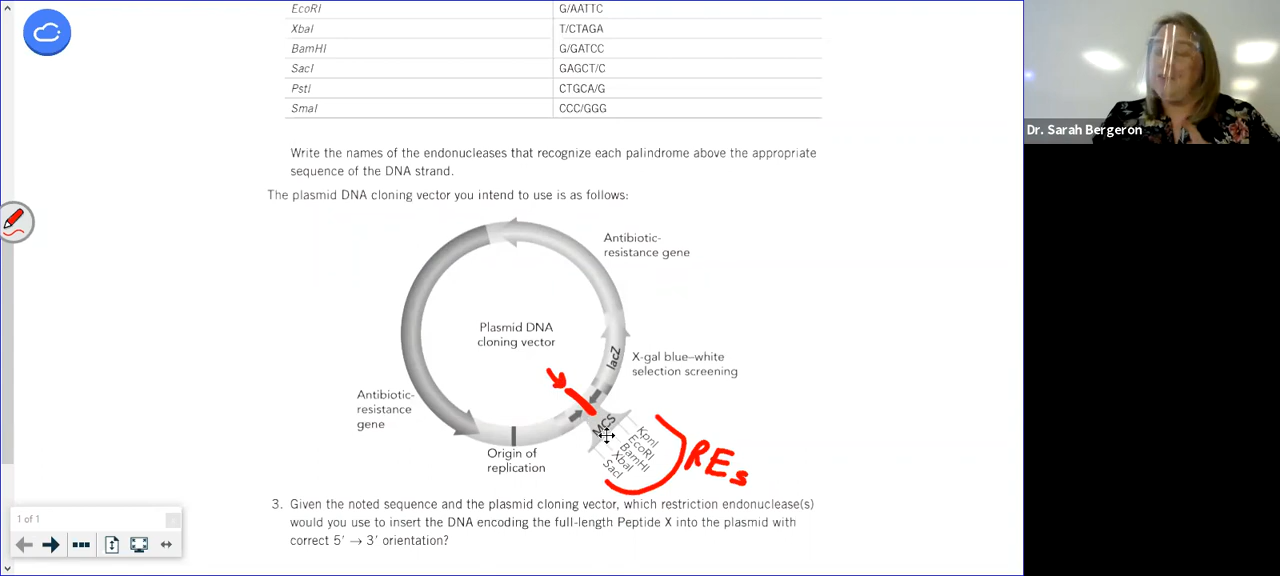 EcoRI G/AATTC
XbaI T/CTAGA
BamHI G/GATCC
SacI GAGCT/C
PstI CTGCA/G
SmaI CCC/GGG
Dr. Sarah Bergeron
Write the names of the endonucleases that recognize each palindrome above the appropriate
sequence of the DNA strand.
The plasmid DNA cloning vector you intend to use is as follows:
Antibiotic-
resistance gene
Plasmid DNA
cloning vector
lacZ
X-gal blue–white
selection screening
Antibiotic-
resistance
gene
Origin of
replication
MCS
KpnI
EcoRI
BamHI
XbaI
SacI
REs
3. Given the noted sequence and the plasmid cloning vector, which restriction endonuclease(s)
would you use to insert the DNA encoding the full-length Peptide X into the plasmid with
correct 5′ → 3′ orientation?
1 of 1